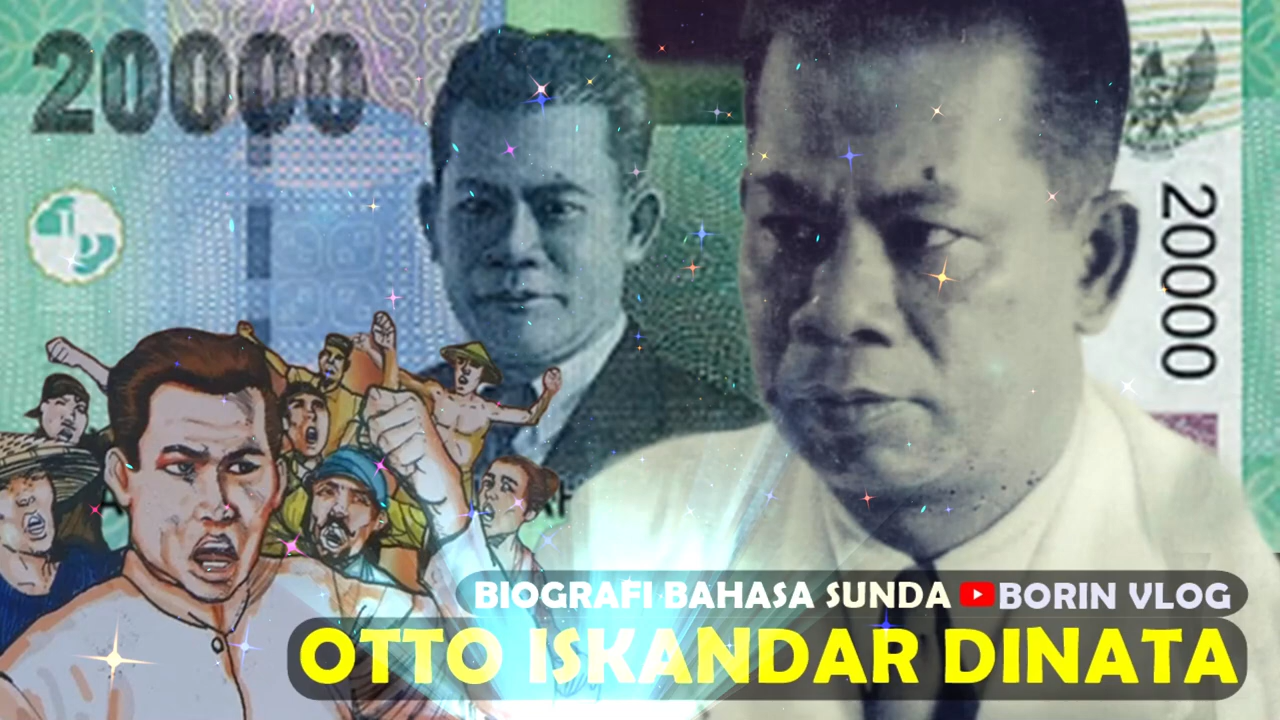 20000
20000
BIOGRAFI BAHASA SUNDA BORIN VLOG
OTTO ISKANDAR DINATA